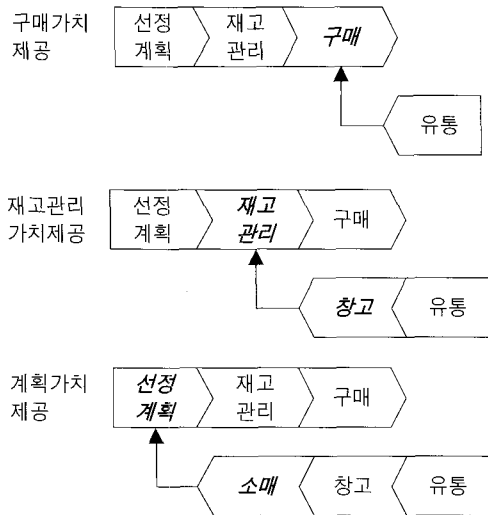 구매가치
제공
선정
계획
재고
관리
구매
유통
재고관리
가치제공
선정
계획
재고
관리
구매
창고
유통
계획가치
제공
선정
계획
재고
관리
구매
소매
창고
유통